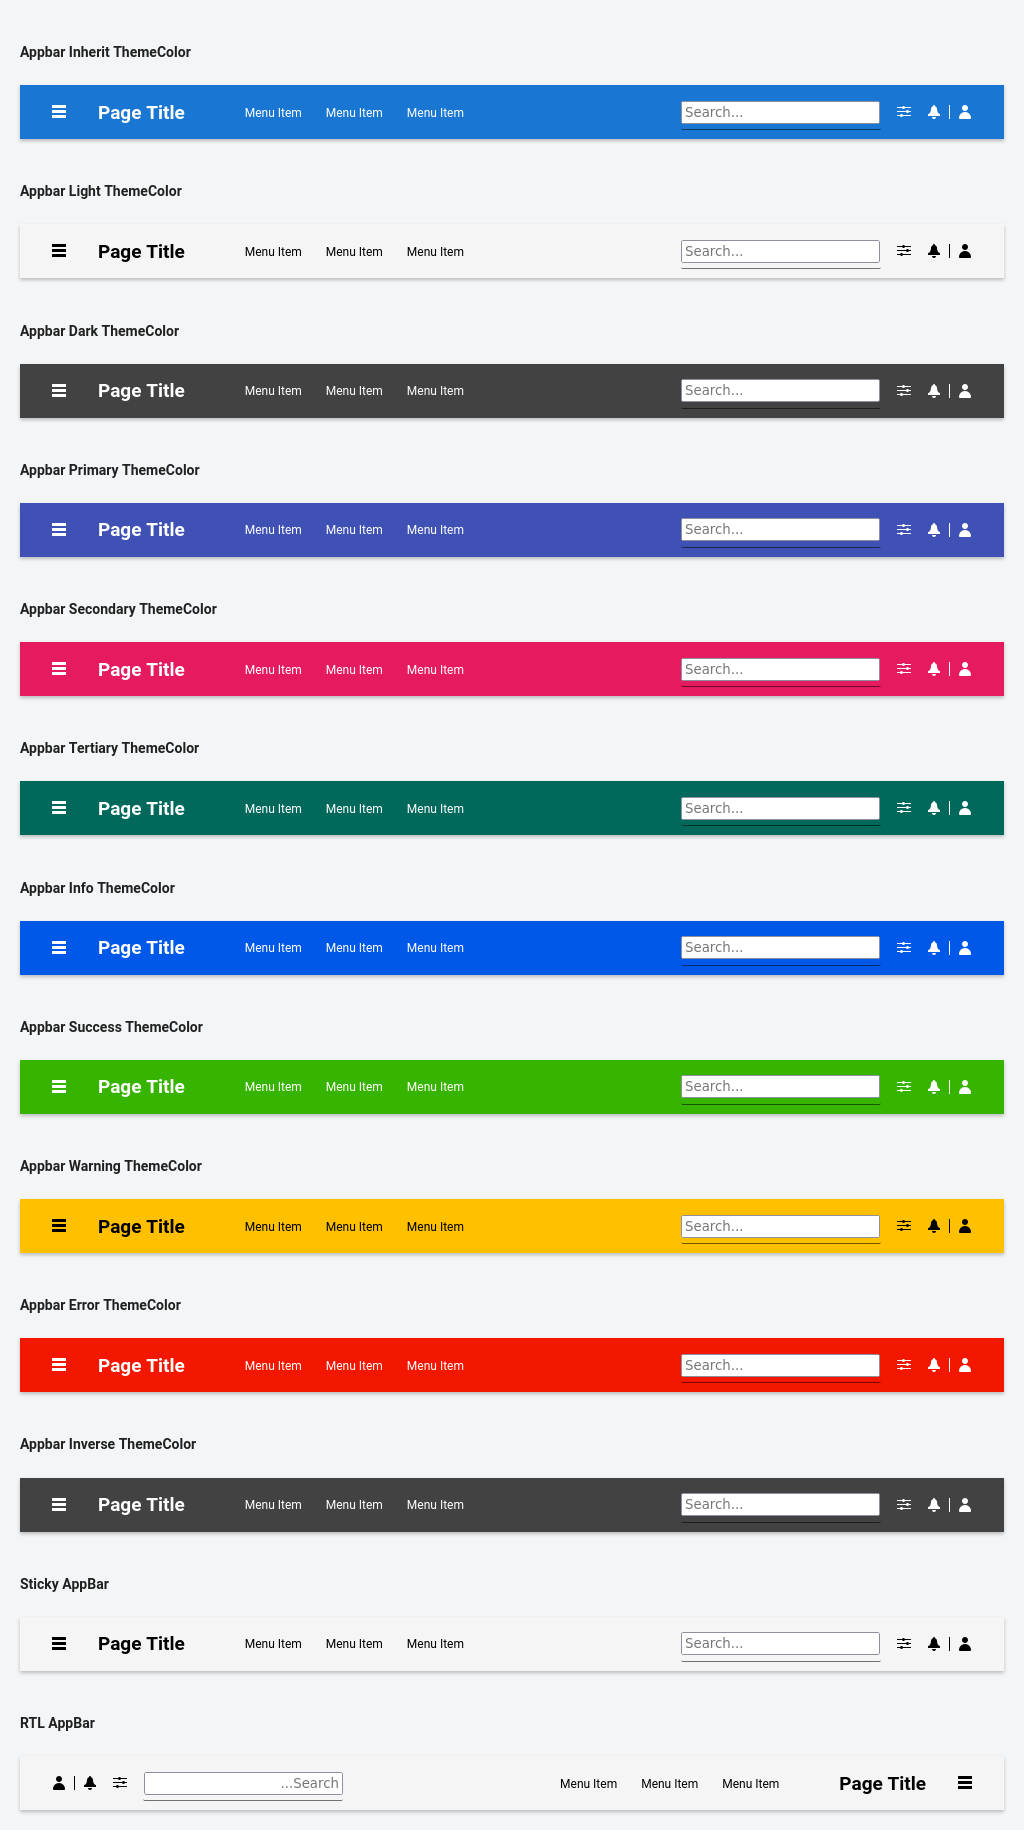 Appbar Inherit ThemeColor
Page Title Menu Item Menu Item Menu Item Search...
Appbar Light ThemeColor
Page Title Menu Item Menu Item Menu Item Search...
Appbar Dark ThemeColor
Page Title Menu Item Menu Item Menu Item Search...
Appbar Primary ThemeColor
Page Title Menu Item Menu Item Menu Item Search...
Appbar Secondary ThemeColor
Page Title Menu Item Menu Item Menu Item Search...
Appbar Tertiary ThemeColor
Page Title Menu Item Menu Item Menu Item Search...
Appbar Info ThemeColor
Page Title Menu Item Menu Item Menu Item Search...
Appbar Success ThemeColor
Page Title Menu Item Menu Item Menu Item Search...
Appbar Warning ThemeColor
Page Title Menu Item Menu Item Menu Item Search...
Appbar Error ThemeColor
Page Title Menu Item Menu Item Menu Item Search...
Appbar Inverse ThemeColor
Page Title Menu Item Menu Item Menu Item Search...
Sticky AppBar
Page Title Menu Item Menu Item Menu Item Search...
RTL AppBar
...Search Menu Item Menu Item Menu Item Page Title